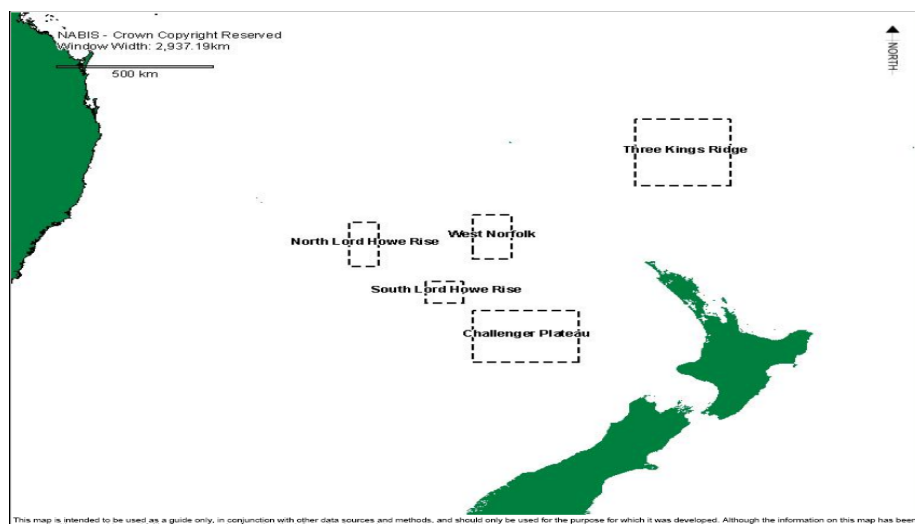 NABIS - Crown Copyright Reserved
Window Width: 2,937.19km
500 km
NORTH
Three Kings Ridge
West Norfolk
North Lord Howe Rise
South Lord Howe Rise
Challenger Plateau
This map is intended to be used as a guide only, in conjunction with other data sources and methods, and should only be used for the purpose for which it was developed. Although the information on this map has been